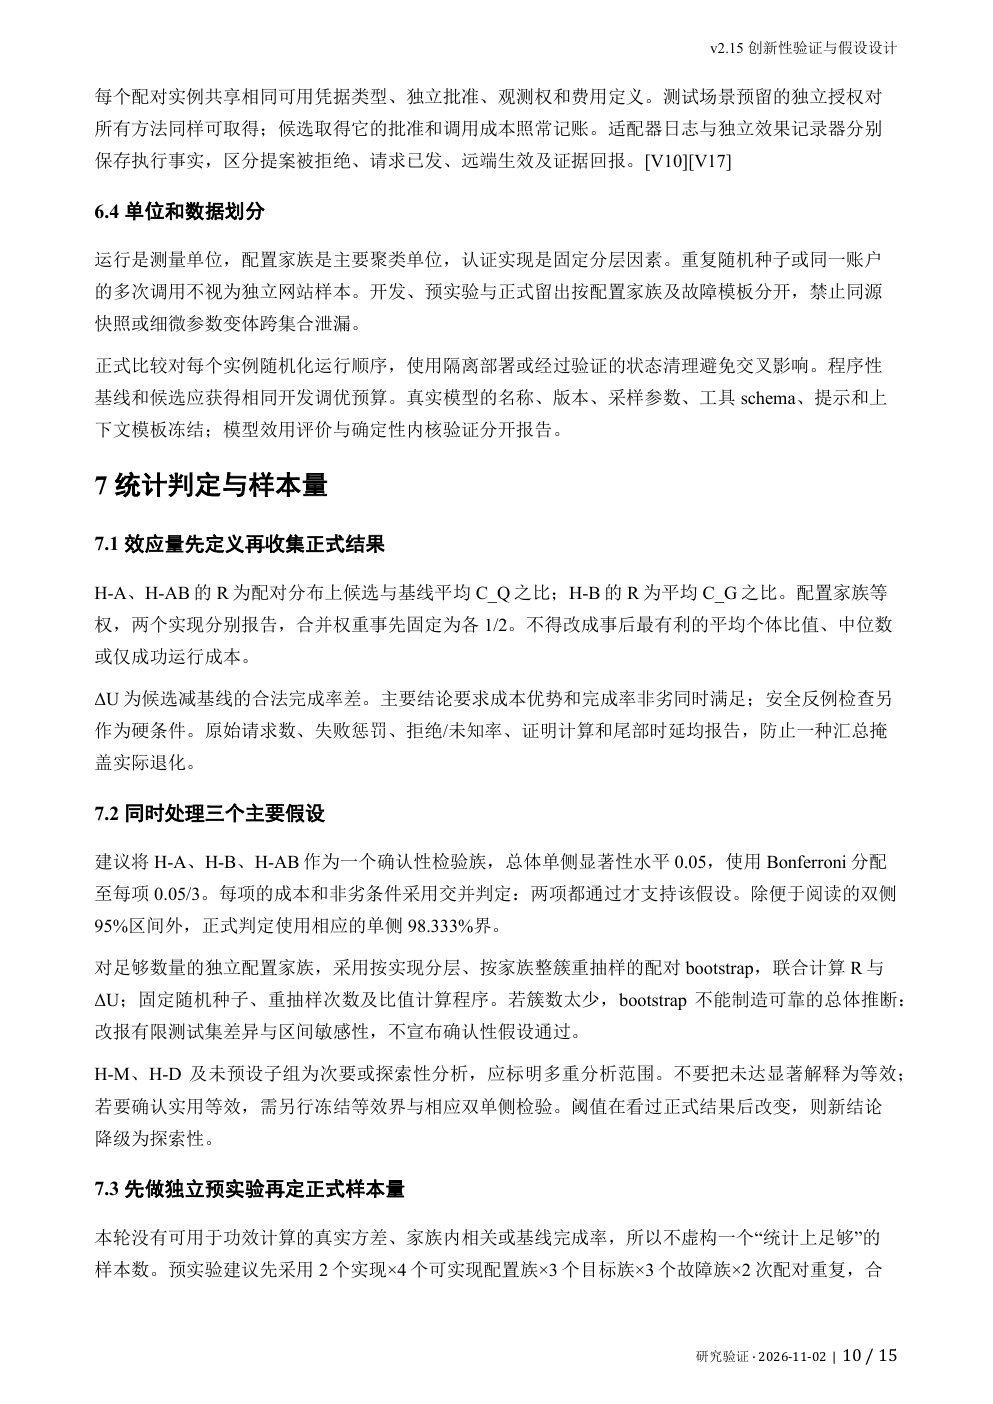 v2.15 创新性验证与假设设计
每个配对实例共享相同可用凭据类型、独立批准、观测权和费用定义。测试场景预留的独立授权对
所有方法同样可取得；候选取得它的批准和调用成本照常记账。适配器日志与独立效果记录器分别
保存执行事实，区分提案被拒绝、请求已发、远端生效及证据回报。[V10][V17]
6.4 单位和数据划分
运行是测量单位，配置家族是主要聚类单位，认证实现是固定分层因素。重复随机种子或同一账户
的多次调用不视为独立网站样本。开发、预实验与正式留出按配置家族及故障模板分开，禁止同源
快照或细微参数变体跨集合泄漏。
正式比较对每个实例随机化运行顺序，使用隔离部署或经过验证的状态清理避免交叉影响。程序性
基线和候选应获得相同开发调优预算。真实模型的名称、版本、采样参数、工具 schema、提示和上
下文模板冻结；模型效用评价与确定性内核验证分开报告。
7 统计判定与样本量
7.1 效应量先定义再收集正式结果
H-A、H-AB 的 R 为配对分布上候选与基线平均 C_Q 之比；H-B 的 R 为平均 C_G 之比。配置家族等
权，两个实现分别报告，合并权重事先固定为各 1/2。不得改成事后最有利的平均个体比值、中位数
或仅成功运行成本。
ΔU 为候选减基线的合法完成率差。主要结论要求成本优势和完成率非劣同时满足；安全反例检查另
作为硬条件。原始请求数、失败惩罚、拒绝/未知率、证明计算和尾部时延均报告，防止一种汇总掩
盖实际退化。
7.2 同时处理三个主要假设
建议将 H-A、H-B、H-AB 作为一个确认性检验族，总体单侧显著性水平 0.05，使用 Bonferroni 分配
至每项 0.05/3。每项的成本和非劣条件采用交并判定：两项都通过才支持该假设。除便于阅读的双侧
95%区间外，正式判定使用相应的单侧 98.333%界。
对足够数量的独立配置家族，采用按实现分层、按家族整簇重抽样的配对 bootstrap，联合计算 R 与
ΔU；固定随机种子、重抽样次数及比值计算程序。若簇数太少，bootstrap 不能制造可靠的总体推断：
改报有限测试集差异与区间敏感性，不宣布确认性假设通过。
H-M、H-D 及未预设子组为次要或探索性分析，应标明多重分析范围。不要把未达显著解释为等效；
若要确认实用等效，需另行冻结等效界与相应双单侧检验。阈值在看过正式结果后改变，则新结论
降级为探索性。
7.3 先做独立预实验再定正式样本量
本轮没有可用于功效计算的真实方差、家族内相关或基线完成率，所以不虚构一个“统计上足够”的
样本数。预实验建议先采用 2 个实现×4 个可实现配置族×3 个目标族×3 个故障族×2 次配对重复，合
研究验证 · 2026-11-02 | 10 / 15